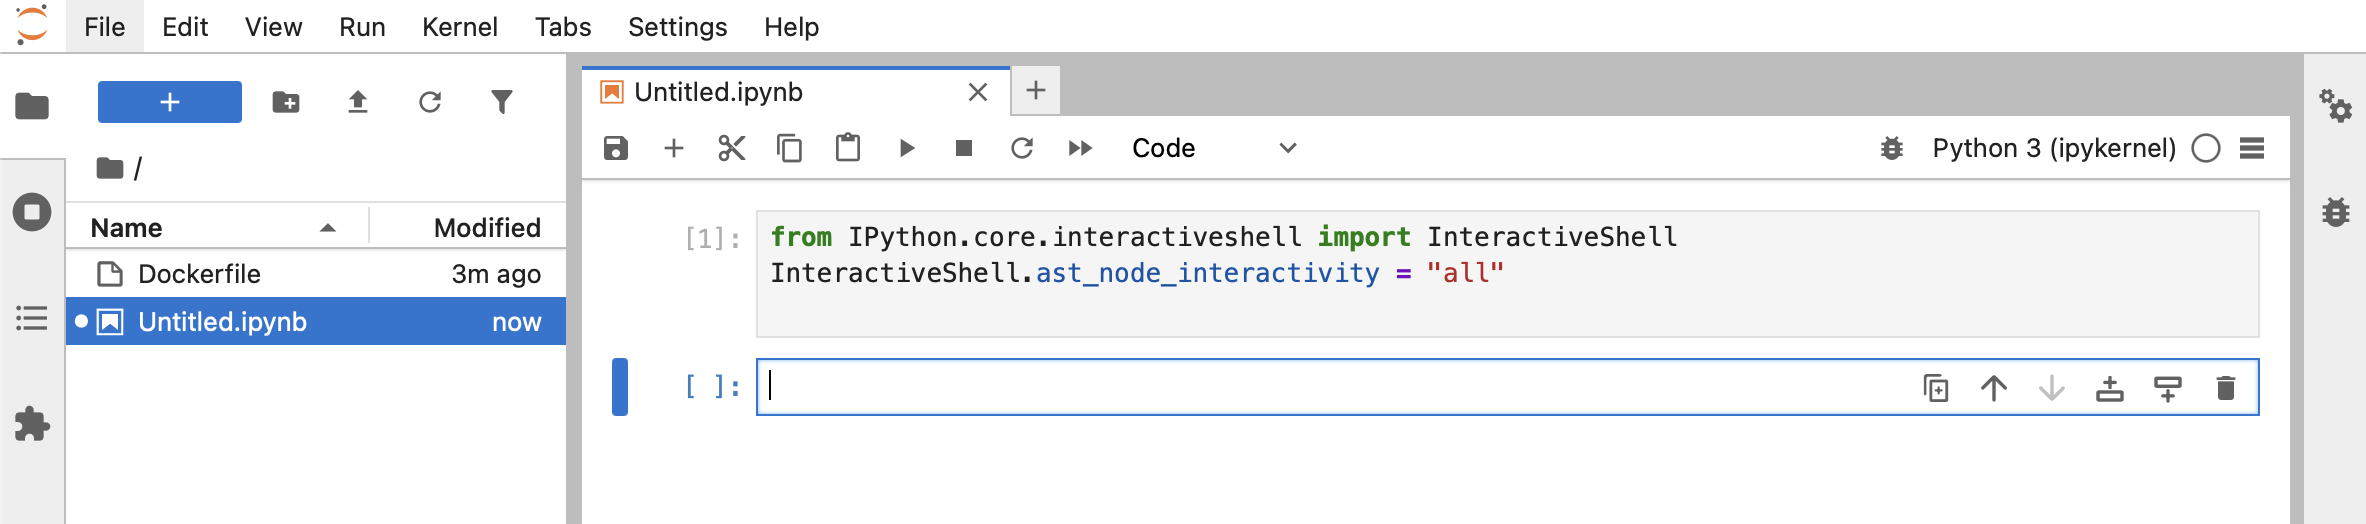 File Edit View Run Kernel Tabs Settings Help
/
Name Modified
Dockerfile 3m ago
Untitled.ipynb now
Untitled.ipynb
Code
Python 3 (ipykernel)
[1]:
from IPython.core.interactiveshell import InteractiveShell
InteractiveShell.ast_node_interactivity = "all"
[ ]: